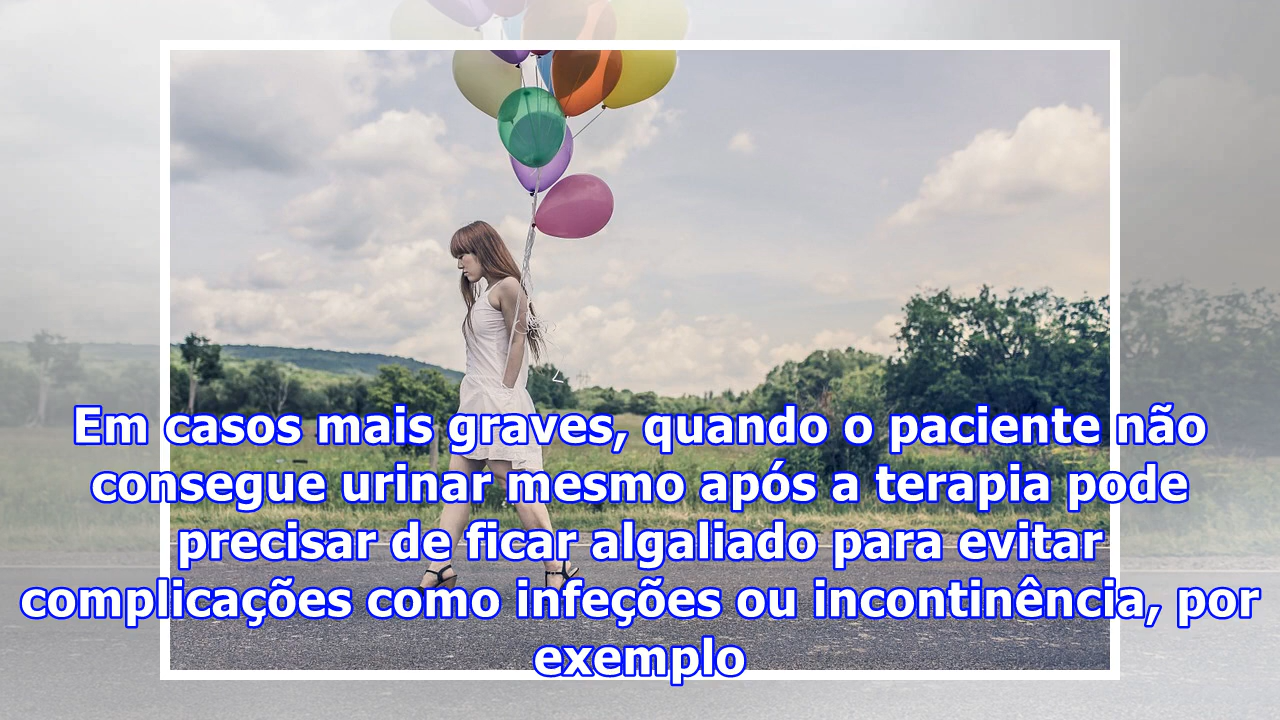 Em casos mais graves, quando o paciente não
consegue urinar mesmo após a terapia pode
precisar de ficar algaliado para evitar
complicações como infeções ou incontinência, por
exemplo